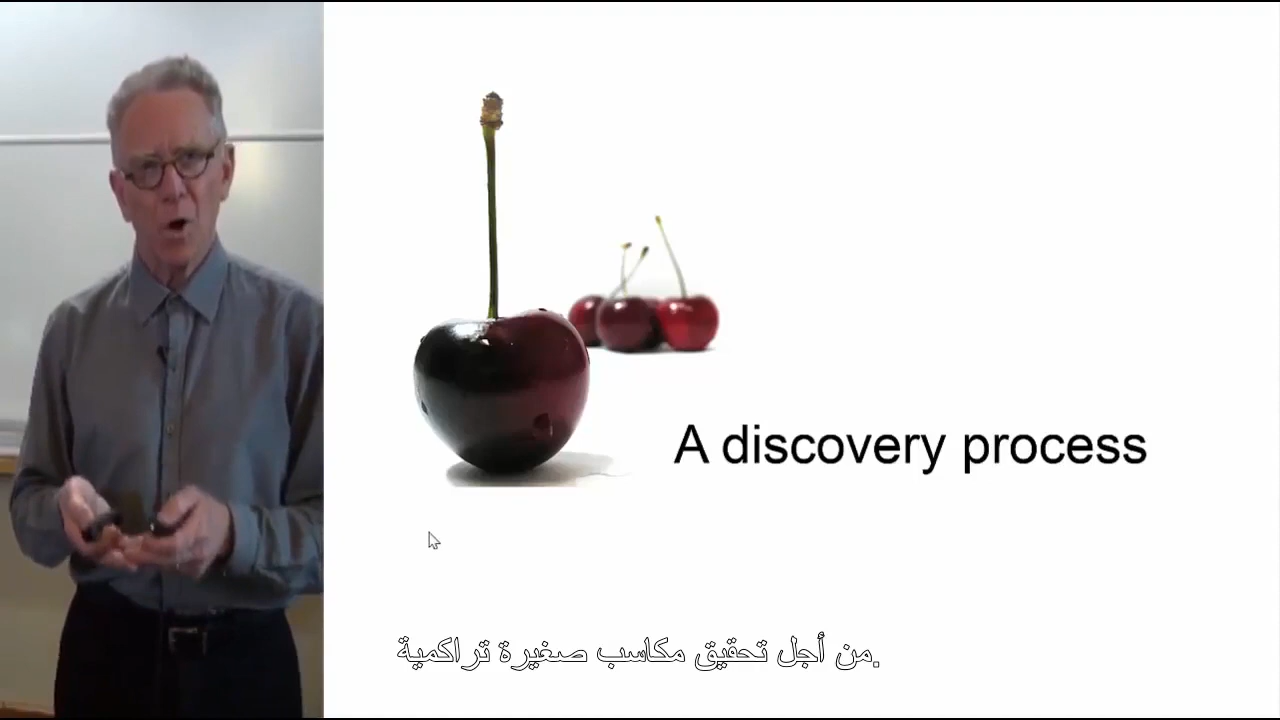 A discovery process
من أجل تحقيق مكاسب صغيرة تراكمية.